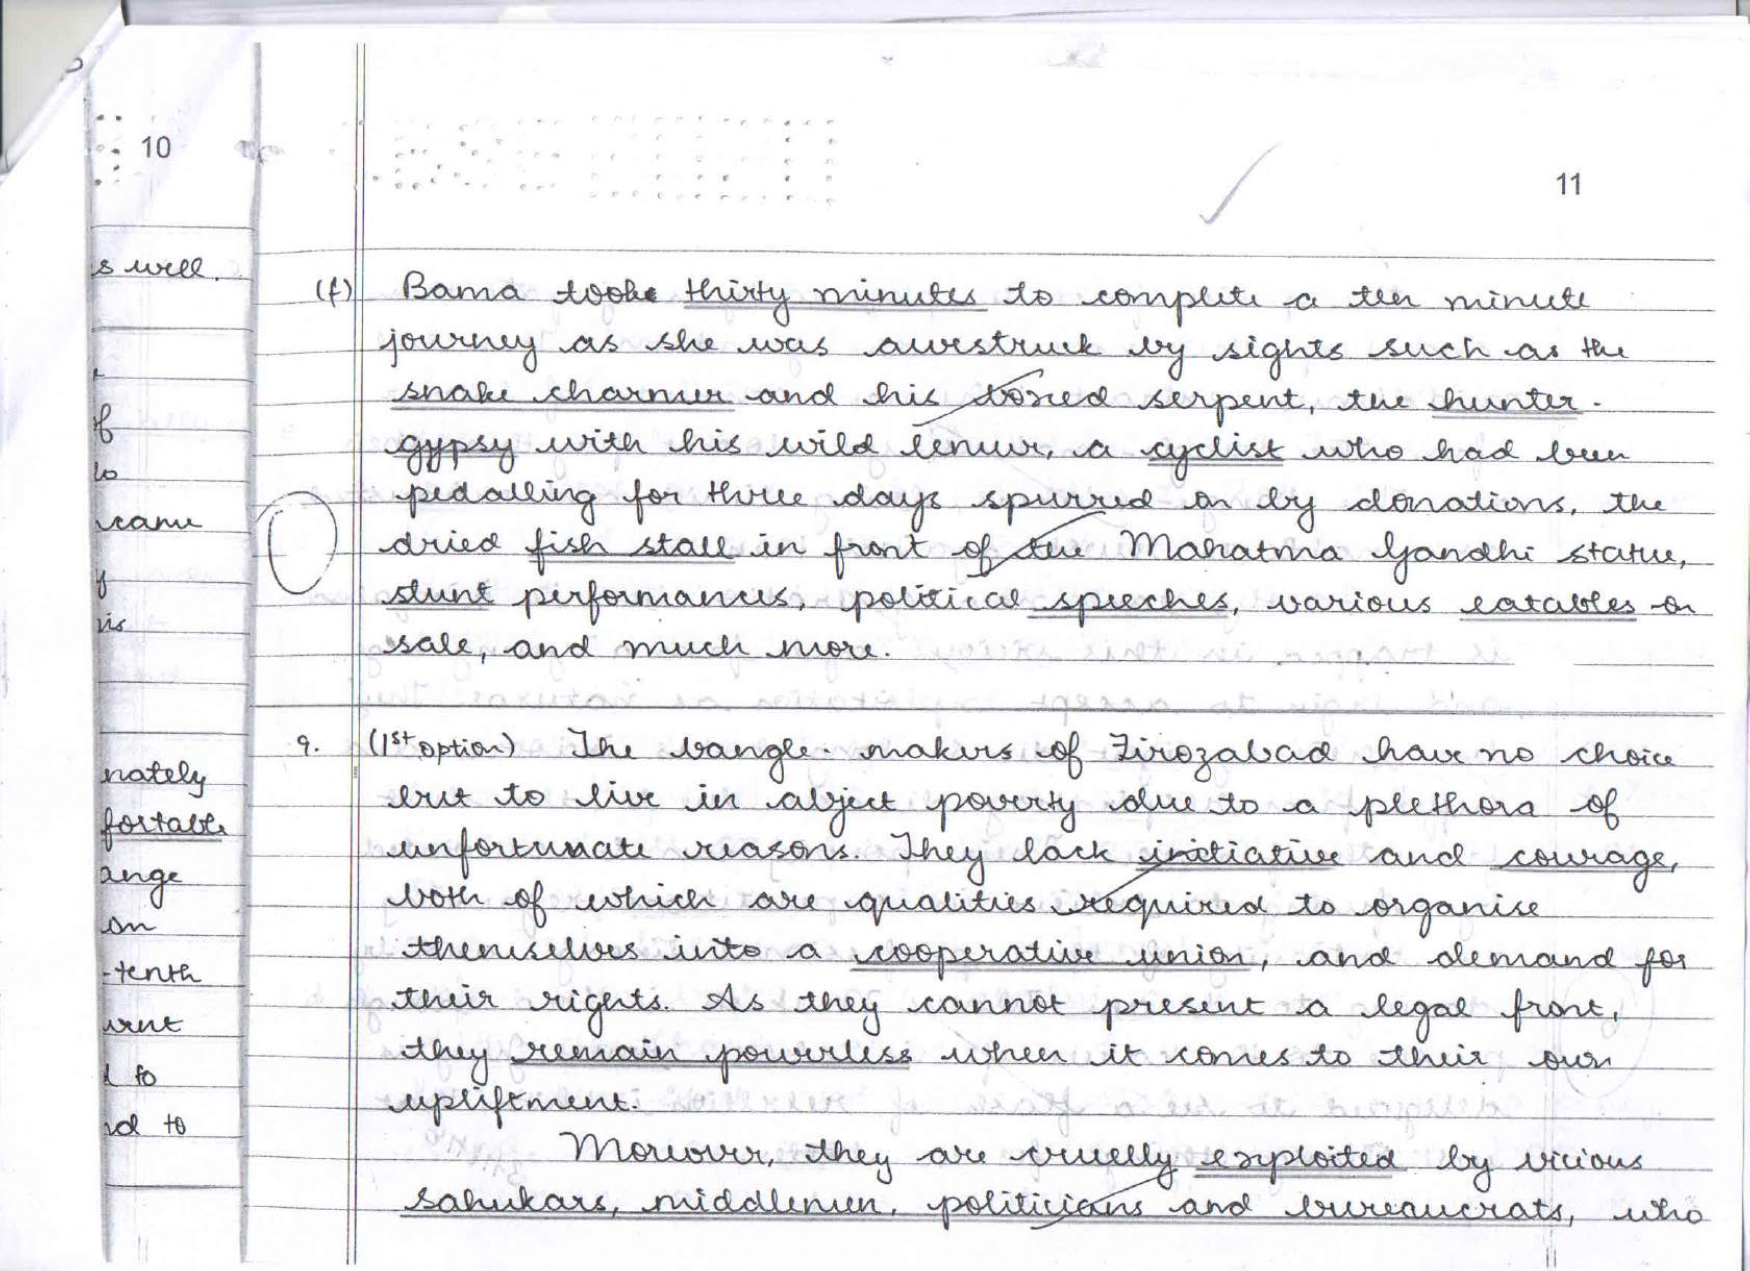 10
11
s well.
f
to
came
f
nately
fortable
ange
on
-tenth
d to
d to
(f) Bama took thirty minutes to complete a ten minute
journey as she was awestruck by sights such as the
snake charmer and his boxed serpent, the hunter-
gypsy with his wild lemur, a cyclist who had been
pedalling for three days spurred on by donations, the
dried fish stall in front of the Mahatma Gandhi statue,
stunt performances, political speeches, various eatables on
sale, and much more.
9. (1st option) The bangle-makers of Firozabad have no choice
but to live in abject poverty due to a plethora of
unfortunate reasons. They lack initiative and courage,
both of which are qualities required to organise
themselves into a cooperative union, and demand for
their rights. As they cannot present a legal front,
they remain powerless when it comes to their own
upliftment.
Moreover, they are cruelly exploited by vicious
sahukars, middlemen, politicians and bureaucrats, who